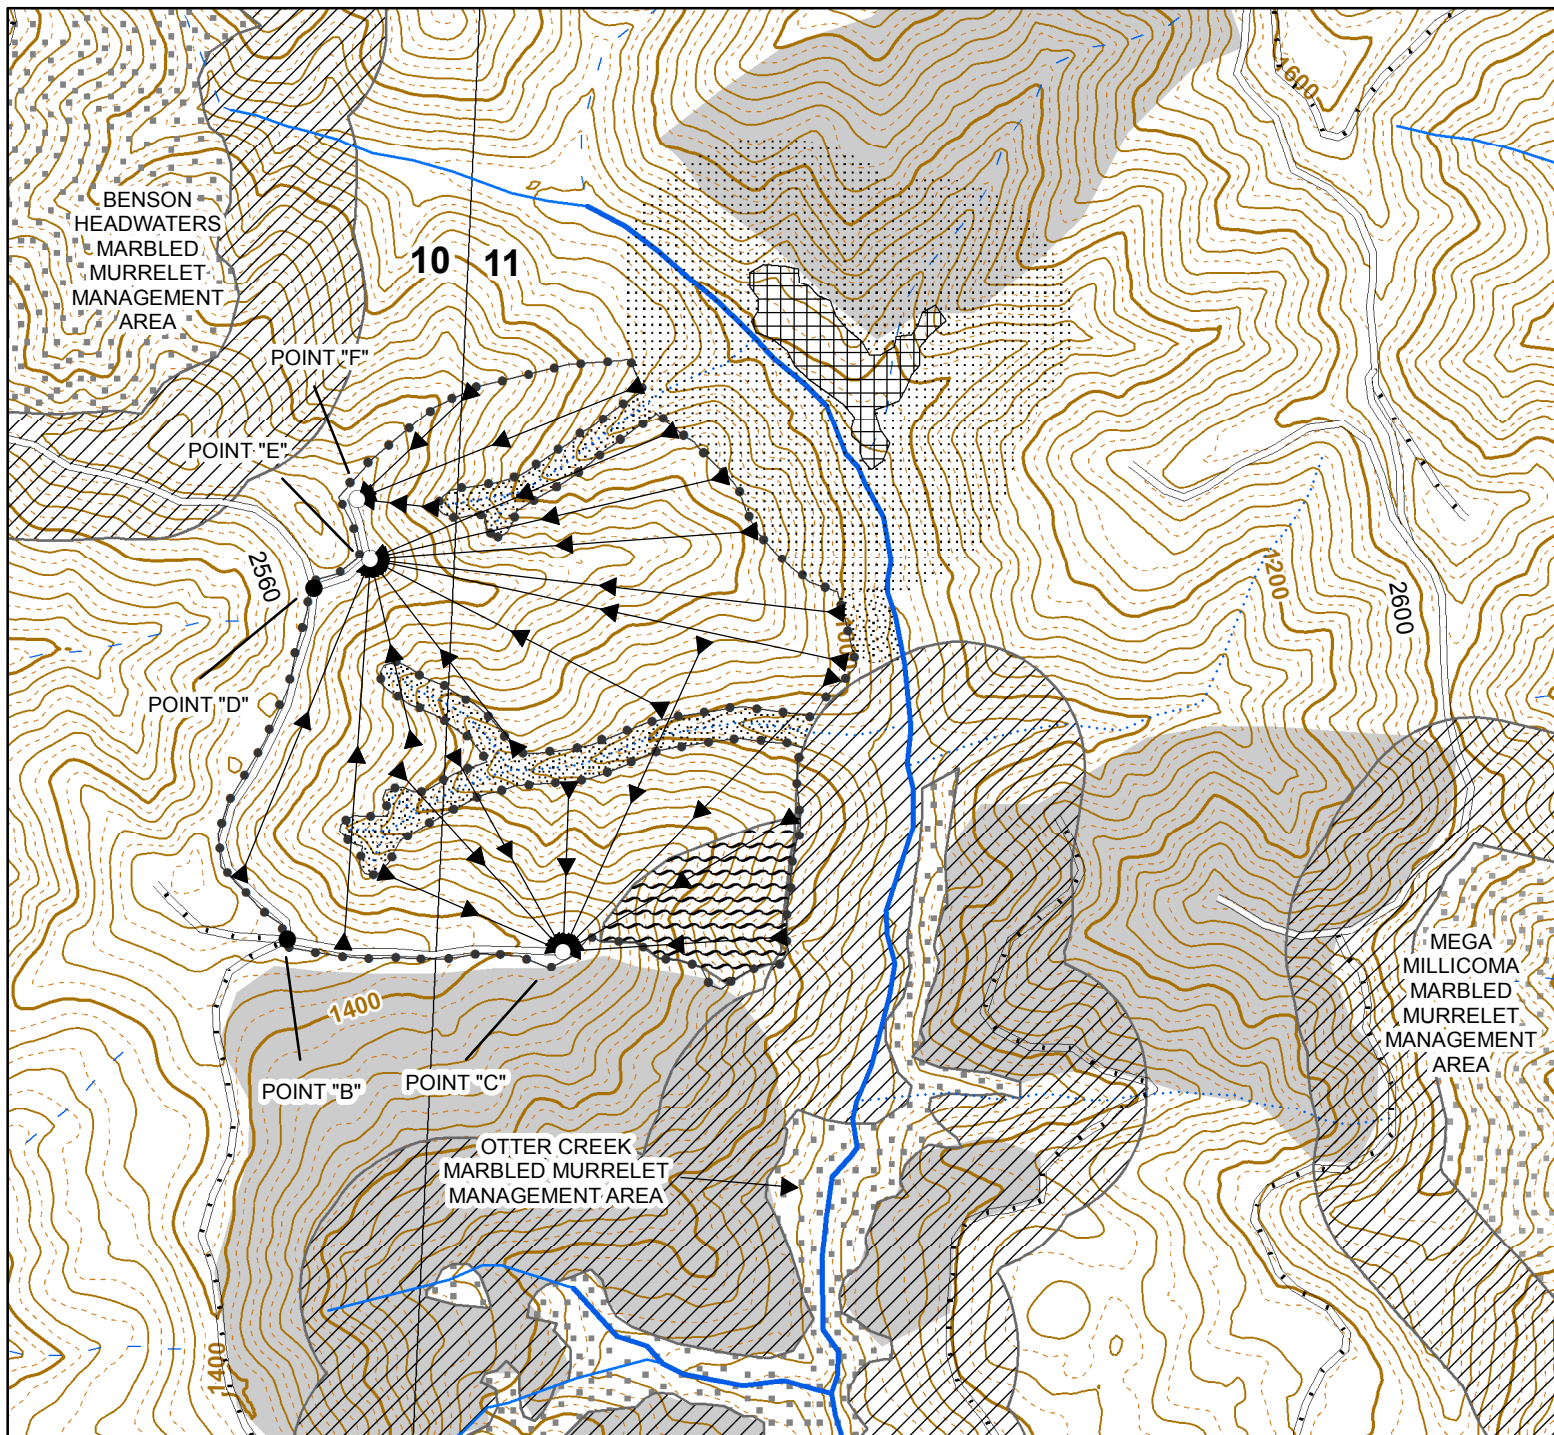 1600
BENSON
HEADWATERS
MARBLED
MURRELET
MANAGEMENT
AREA
10 11
POINT "F"
POINT "E"
2560
1200
2600
1000
POINT "D"
MEGA
MILLICOMA
MARBLED
MURRELET
MANAGEMENT
AREA
1400
POINT "B"
POINT "C"
OTTER CREEK
MARBLED MURRELET
MANAGEMENT AREA
1400